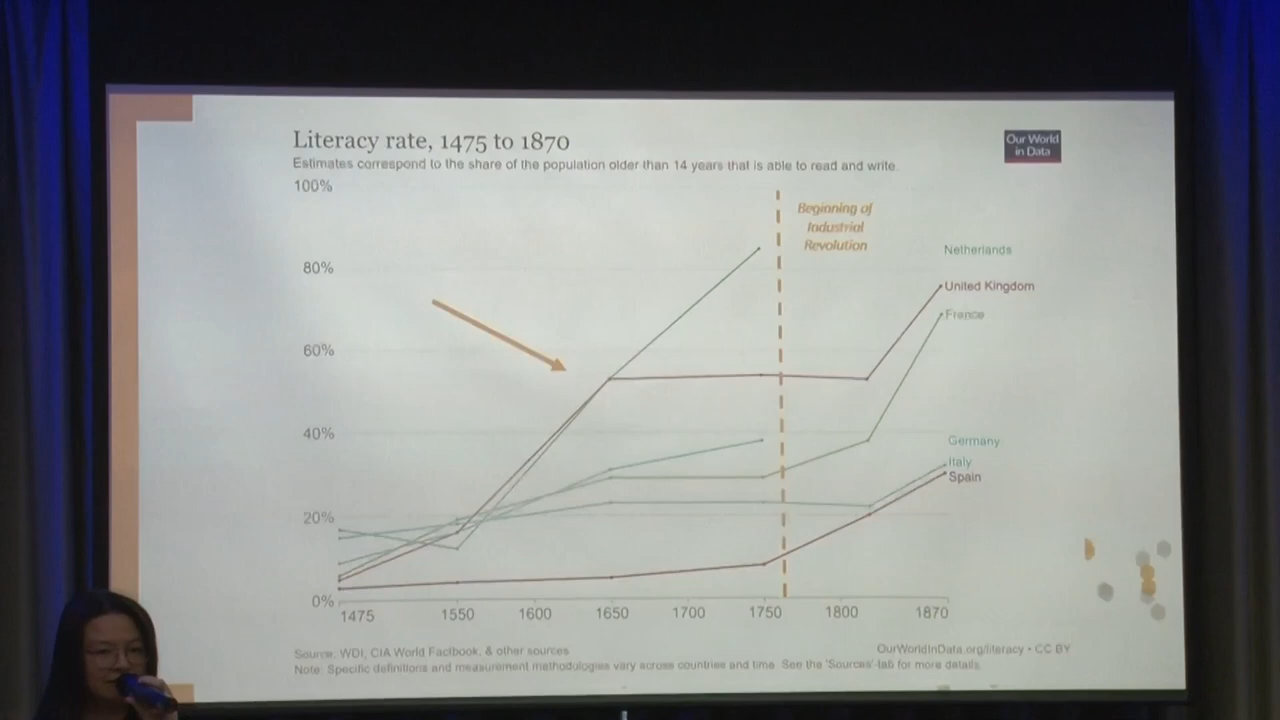 Literacy rate, 1475 to 1870
Our World
in Data
Estimates correspond to the share of the population older than 14 years that is able to read and write.
100%
80%
60%
40%
20%
0%
Beginning of
Industrial
Revolution
Netherlands
United Kingdom
France
Germany
Italy
Spain
1475 1550 1600 1650 1700 1750 1800 1870
Source: WDI, CIA World Factbook, & other sources
OurWorldInData.org/literacy • CC BY
Note: Specific definitions and measurement methodologies vary across countries and time. See the 'Sources'-tab for more details.